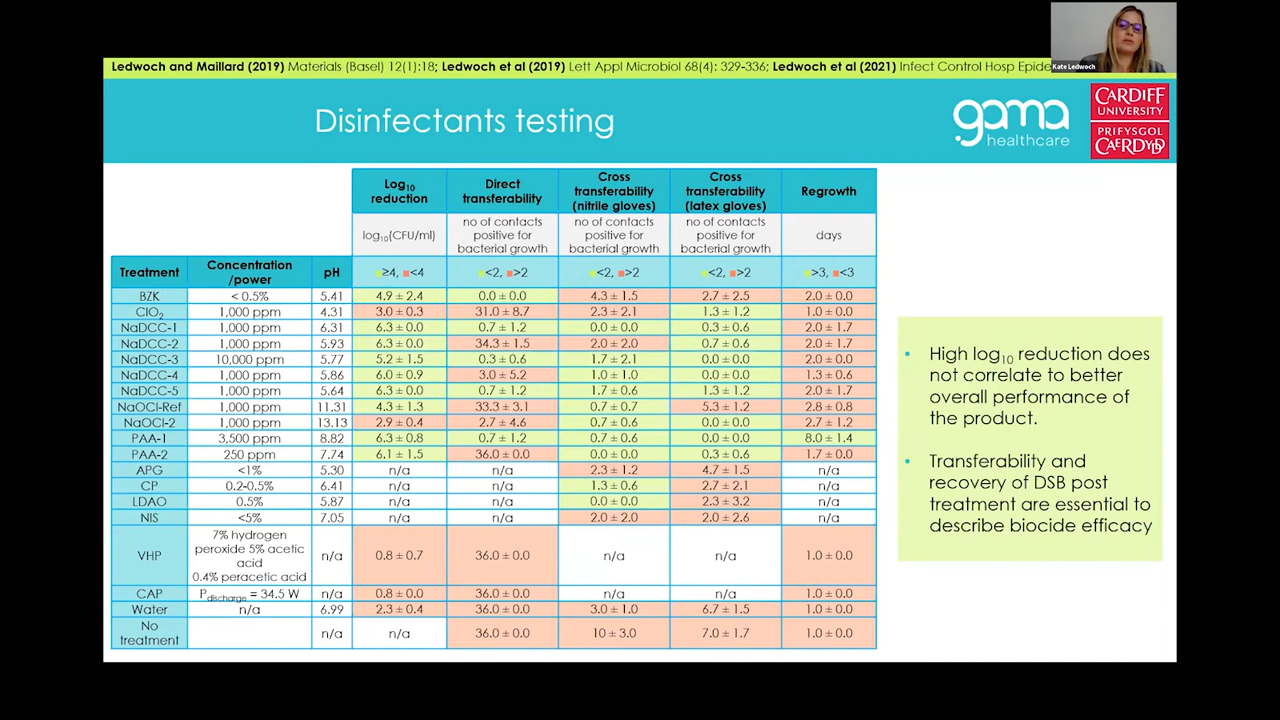 Kate Ledwoch
Ledwoch and Maillard (2019) Materials (Basel) 12(1):18; Ledwoch et al (2019) Lett Appl Microbiol 68(4): 329-336; Ledwoch et al (2021) Infect Control Hosp Epide
Disinfectants testing
gama
healthcare
CARDIFF
UNIVERSITY
PRIFYSGOL
CAERDYDD
Log10 reduction Direct transferability Cross transferability (nitrile gloves) Cross transferability (latex gloves) Regrowth
log10(CFU/ml) no of contacts positive for bacterial growth no of contacts positive for bacterial growth no of contacts positive for bacterial growth days
Treatment Concentration /power pH ≥4, <4 <2, >2 <2, >2 <2, >2 >3, <3
BZK < 0.5% 5.41 4.9 ± 2.4 0.0 ± 0.0 4.3 ± 1.5 2.7 ± 2.5 2.0 ± 0.0
ClO2 1,000 ppm 4.31 3.0 ± 0.3 31.0 ± 8.7 2.3 ± 2.1 1.3 ± 1.2 1.0 ± 0.0
NaDCC-1 1,000 ppm 6.31 6.3 ± 0.0 0.7 ± 1.2 0.0 ± 0.0 0.3 ± 0.6 2.0 ± 1.7
NaDCC-2 1,000 ppm 5.93 6.3 ± 0.0 34.3 ± 1.5 2.0 ± 2.0 0.7 ± 0.6 2.0 ± 1.7
NaDCC-3 10,000 ppm 5.77 5.2 ± 1.5 0.3 ± 0.6 1.7 ± 2.1 0.0 ± 0.0 2.0 ± 0.0
NaDCC-4 1,000 ppm 5.86 6.0 ± 0.9 3.0 ± 5.2 1.0 ± 1.0 0.0 ± 0.0 1.3 ± 0.6
NaDCC-5 1,000 ppm 5.64 6.3 ± 0.0 0.7 ± 1.2 1.7 ± 0.6 1.3 ± 1.2 2.0 ± 1.7
NaOCl-Ref 1,000 ppm 11.31 4.3 ± 1.3 33.3 ± 3.1 0.7 ± 0.7 5.3 ± 1.2 2.8 ± 0.8
NaOCl-2 1,000 ppm 13.13 2.9 ± 0.4 2.7 ± 4.6 0.7 ± 0.6 0.0 ± 0.0 2.7 ± 1.2
PAA-1 3,500 ppm 8.82 6.3 ± 0.8 0.7 ± 1.2 0.7 ± 0.6 0.0 ± 0.0 8.0 ± 1.4
PAA-2 250 ppm 7.74 6.1 ± 1.5 36.0 ± 0.0 0.0 ± 0.0 0.3 ± 0.6 1.7 ± 0.0
APG <1% 5.30 n/a n/a 2.3 ± 1.2 4.7 ± 1.5 n/a
CP 0.2-0.5% 6.41 n/a n/a 1.3 ± 0.6 2.7 ± 2.1 n/a
LDAO 0.5% 5.87 n/a n/a 0.0 ± 0.0 2.3 ± 3.2 n/a
NIS <5% 7.05 n/a n/a 2.0 ± 2.0 2.0 ± 2.6 n/a
VHP 7% hydrogen peroxide 5% acetic acid 0.4% peracetic acid n/a 0.8 ± 0.7 36.0 ± 0.0 n/a n/a 1.0 ± 0.0
CAP Pdischarge = 34.5 W n/a 0.8 ± 0.0 36.0 ± 0.0 n/a n/a 1.0 ± 0.0
Water n/a 6.99 2.3 ± 0.4 36.0 ± 0.0 3.0 ± 1.0 6.7 ± 1.5 1.0 ± 0.0
No treatment n/a n/a 36.0 ± 0.0 10 ± 3.0 7.0 ± 1.7 1.0 ± 0.0
• High log10 reduction does
not correlate to better
overall performance of
the product.
• Transferability and
recovery of DSB post
treatment are essential to
describe biocide efficacy